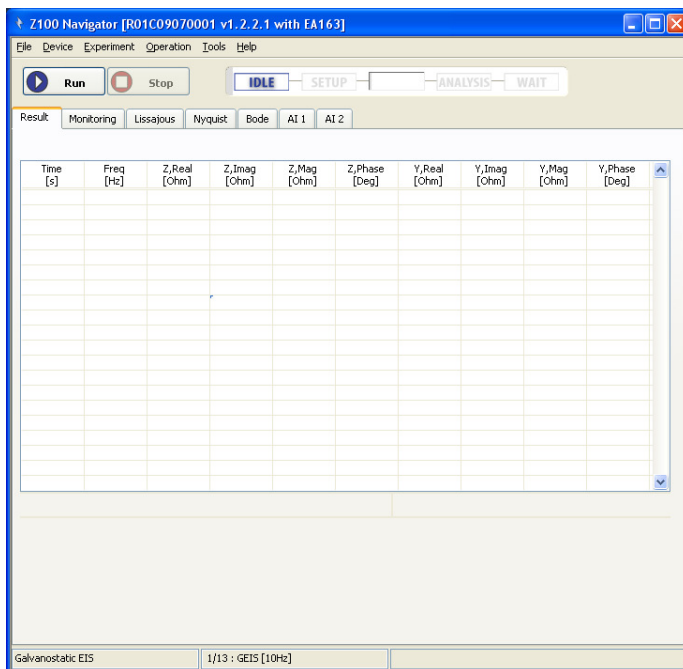 Z100 Navigator [R01C09070001 v1.2.2.1 with EA163]
File Device Experiment Operation Tools Help
Run Stop IDLE SETUP ANALYSIS WAIT
Result Monitoring Lissajous Nyquist Bode AI 1 AI 2
Time Freq Z,Real Z,Imag Z,Mag Z,Phase Y,Real Y,Imag Y,Mag Y,Phase
[s] [Hz] [Ohm] [Ohm] [Ohm] [Deg] [Ohm] [Ohm] [Ohm] [Deg]
Galvanostatic EIS 1/13 : GEIS [10Hz]